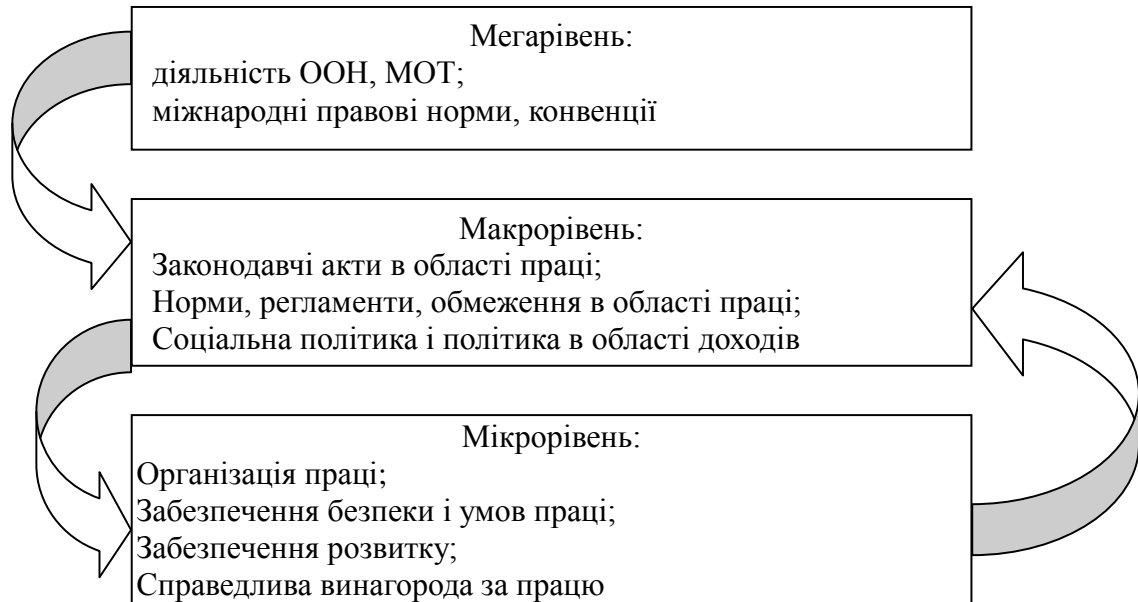 Мегарівень:
діяльність ООН, МОТ;
міжнародні правові норми, конвенції
Макрорівень:
Законодавчі акти в області праці;
Норми, регламенти, обмеження в області праці;
Соціальна політика і політика в області доходів
Мікрорівень:
Організація праці;
Забезпечення безпеки і умов праці;
Забезпечення розвитку;
Справедлива винагорода за працю